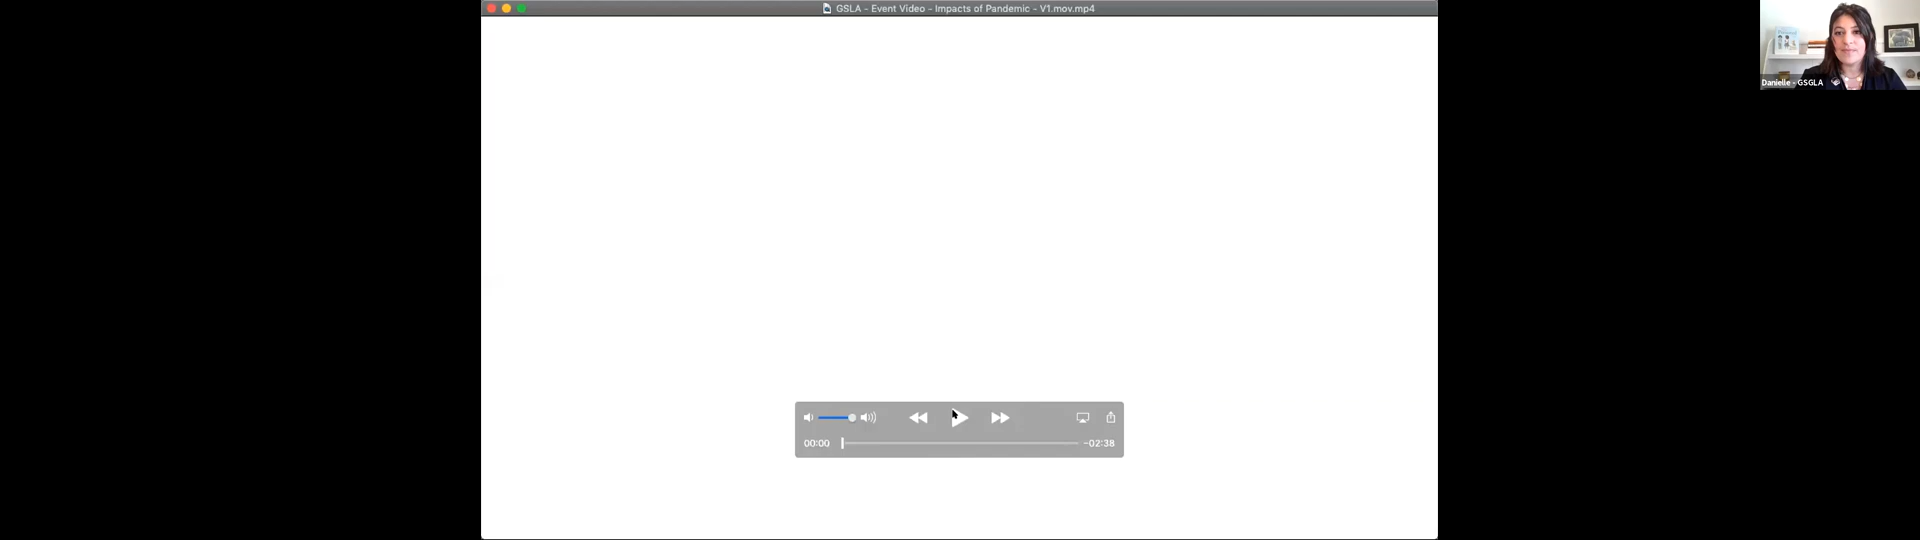 GSLA - Event Video - Impacts of Pandemic - V1.mov.mp4
Danielle - GSGLA
00:00
-02:38